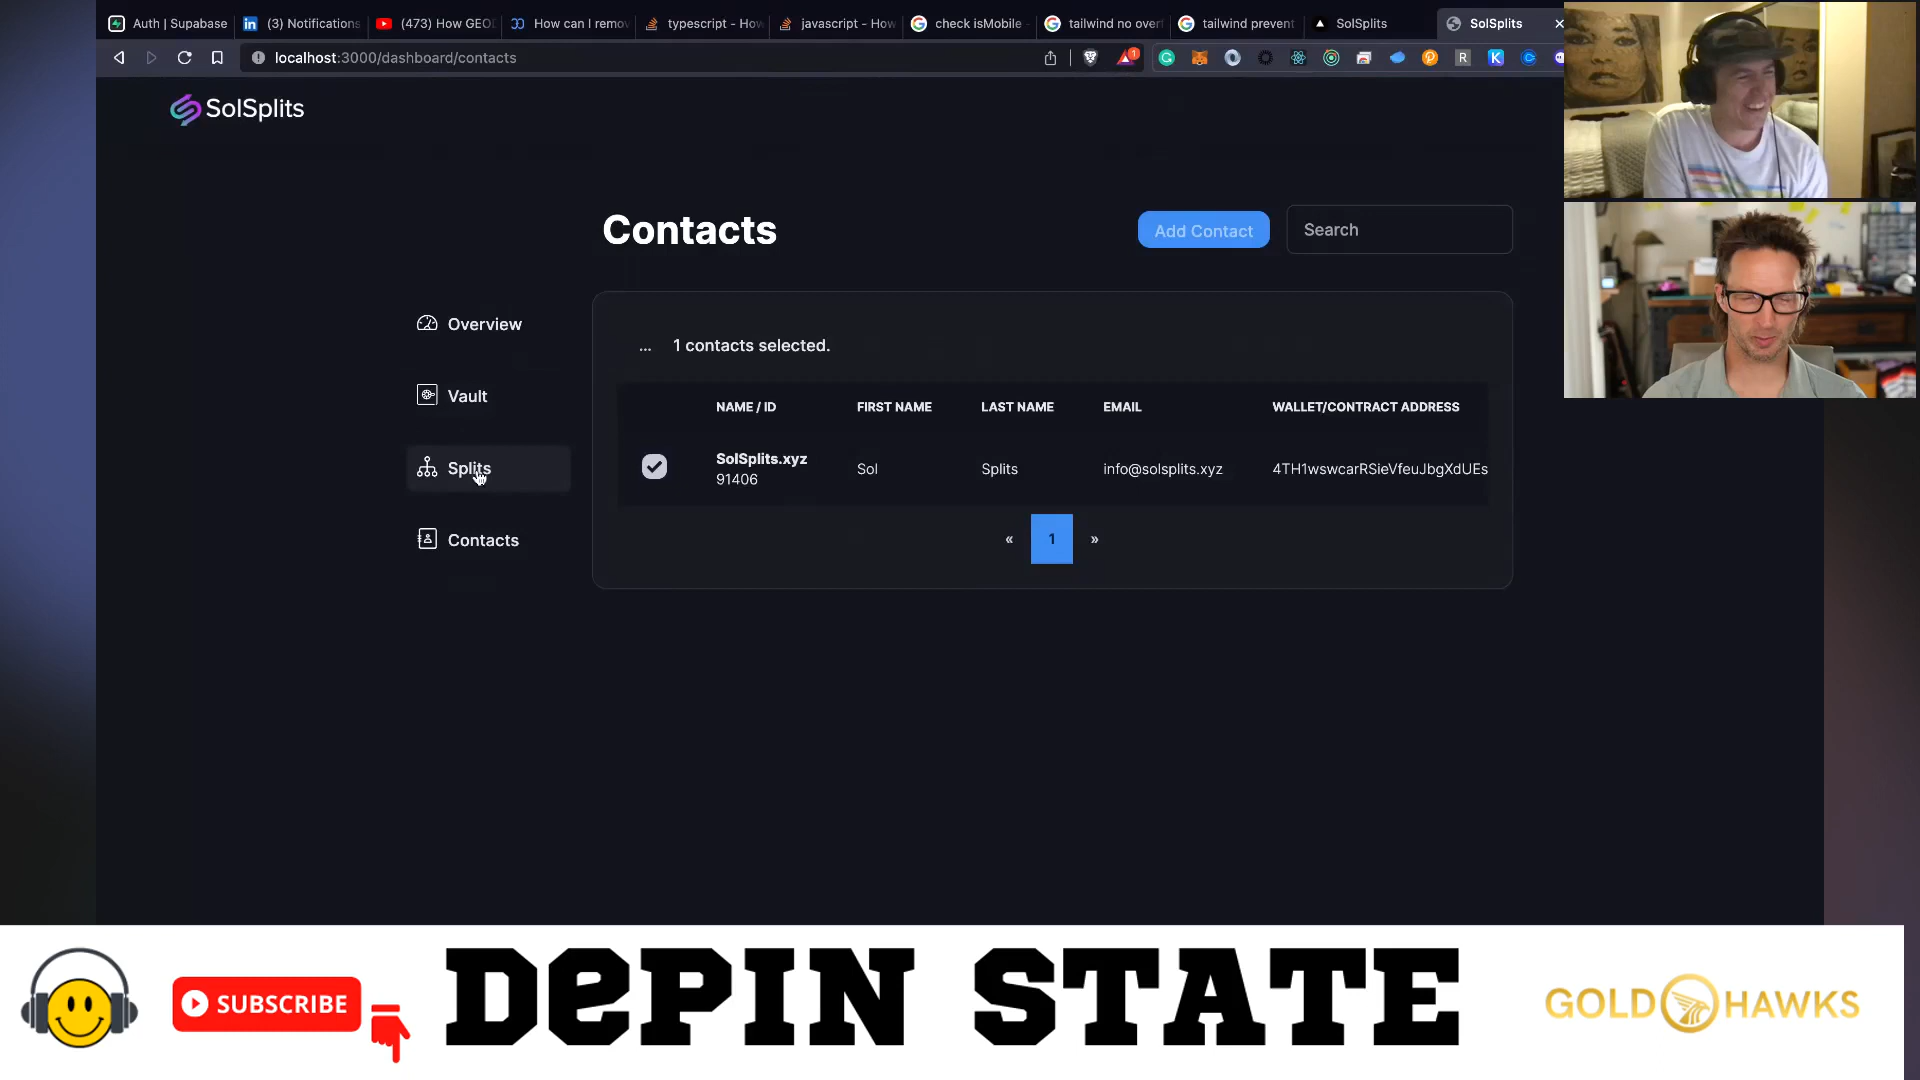 Auth | Supabase
(3) Notifications
(473) How GEOD
How can I remov
typescript - How
javascript - How
check isMobile -
tailwind no overf
tailwind prevent
SolSplits
SolSplits
localhost:3000/dashboard/contacts
1
R
K
SolSplits
Contacts
Add Contact
Search
Overview
Vault
Splits
Contacts
... 1 contacts selected.
NAME / ID FIRST NAME LAST NAME EMAIL WALLET/CONTRACT ADDRESS
SolSplits.xyz
91406
Sol Splits info@solsplits.xyz 4TH1wswcarRSieVfeuJbgXdUEs
« 1 »
SUBSCRIBE
DePIN STATE
GOLD HAWKS